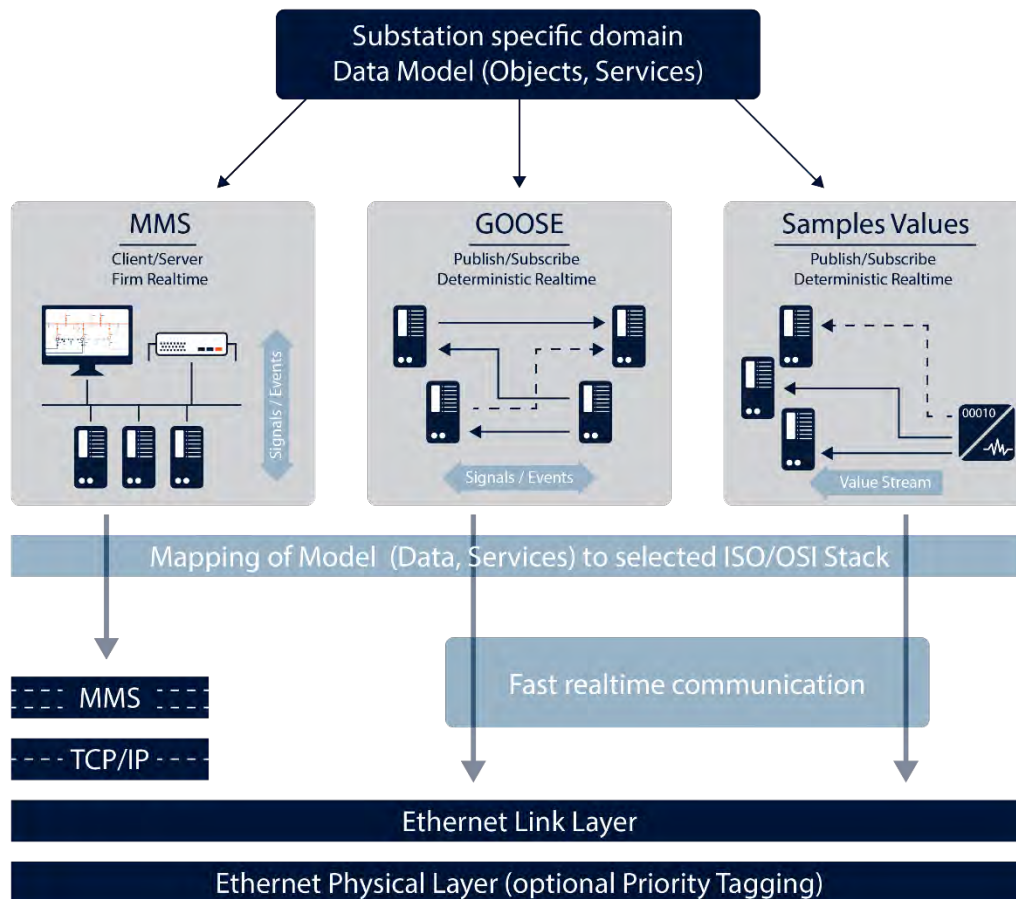 Substation specific domain
Data Model (Objects, Services)
MMS
Client/Server
Firm Realtime
Signals / Events
GOOSE
Publish/Subscribe
Deterministic Realtime
Signals / Events
Samples Values
Publish/Subscribe
Deterministic Realtime
00010
Value Stream
Mapping of Model (Data, Services) to selected ISO/OSI Stack
Fast realtime communication
MMS
TCP/IP
Ethernet Link Layer
Ethernet Physical Layer (optional Priority Tagging)